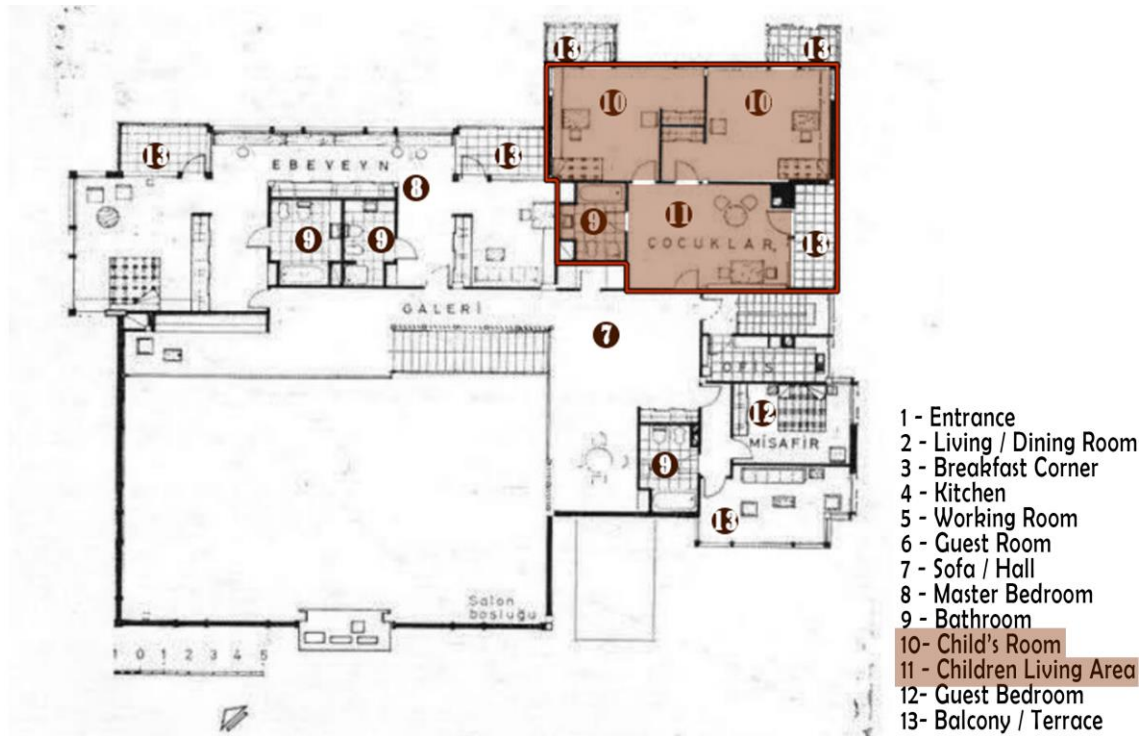 13
13
10
10
13
EBEVEYN
13
8
9
9
9
11
ÇOCUKLAR
13
GALERİ
7
OFİS
12
MİSAFİR
9
13
Salon
boşluğu
1 0 1 2 3 4 5
1 - Entrance
2 - Living / Dining Room
3 - Breakfast Corner
4 - Kitchen
5 - Working Room
6 - Guest Room
7 - Sofa / Hall
8 - Master Bedroom
9 - Bathroom
10- Child's Room
11 - Children Living Area
12- Guest Bedroom
13- Balcony / Terrace